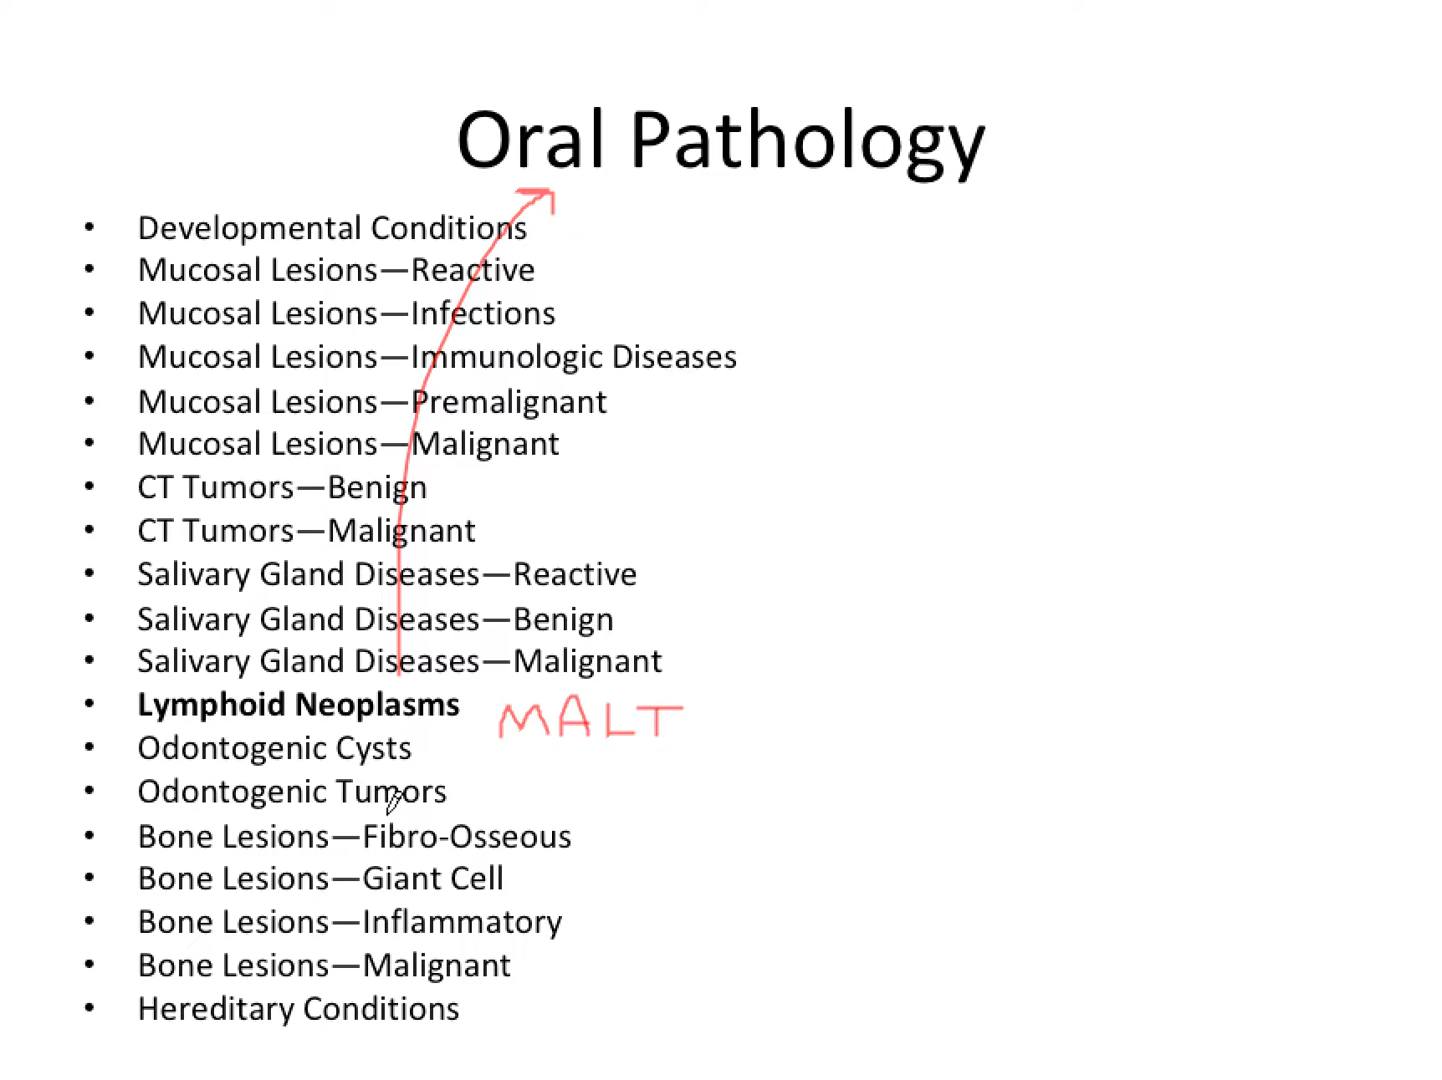 Oral Pathology
• Developmental Conditions
• Mucosal Lesions—Reactive
• Mucosal Lesions—Infections
• Mucosal Lesions—Immunologic Diseases
• Mucosal Lesions—Premalignant
• Mucosal Lesions—Malignant
• CT Tumors—Benign
• CT Tumors—Malignant
• Salivary Gland Diseases—Reactive
• Salivary Gland Diseases—Benign
• Salivary Gland Diseases—Malignant
• Lymphoid Neoplasms MALT
• Odontogenic Cysts
• Odontogenic Tumors
• Bone Lesions—Fibro-Osseous
• Bone Lesions—Giant Cell
• Bone Lesions—Inflammatory
• Bone Lesions—Malignant
• Hereditary Conditions